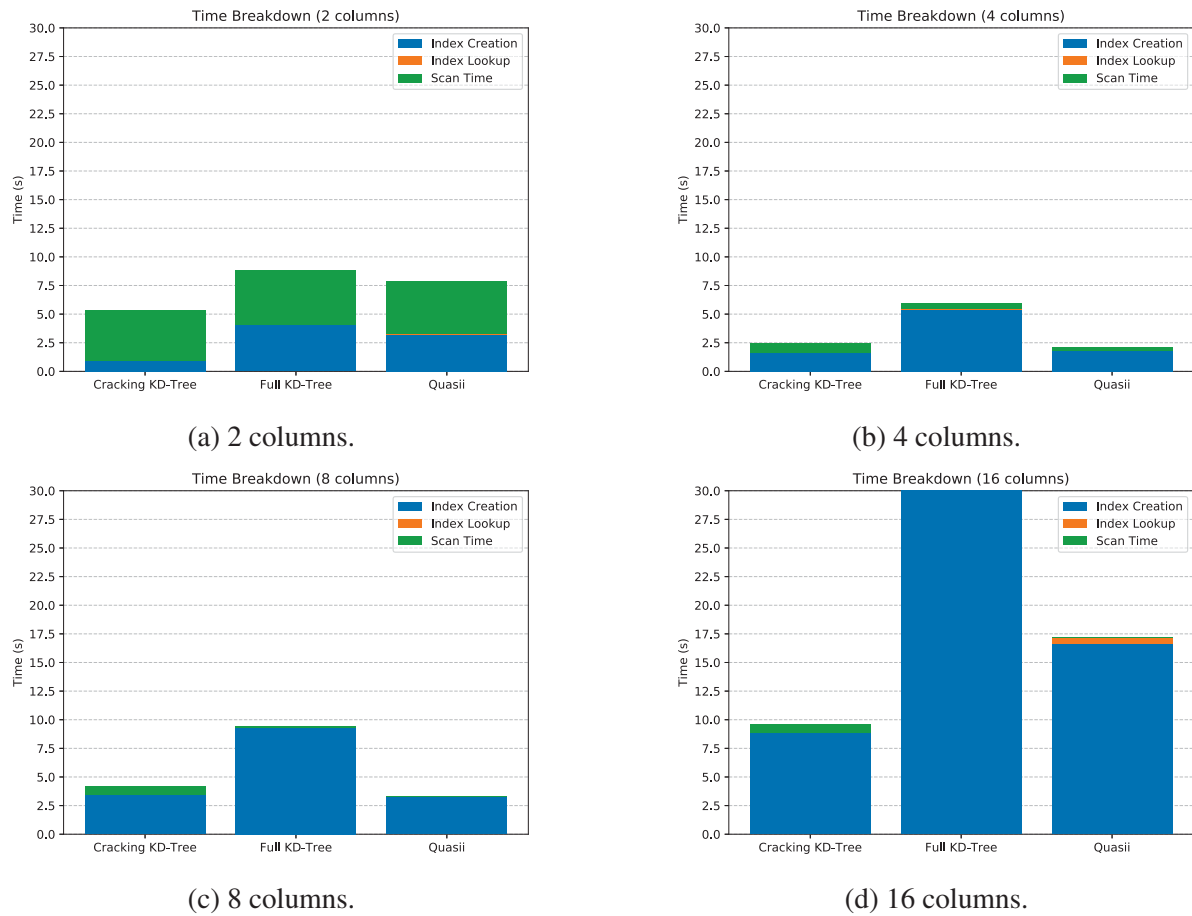 Time Breakdown (2 columns)
30.0
27.5
25.0
22.5
20.0
17.5
15.0
12.5
10.0
7.5
5.0
2.5
0.0
Time (s)
Index Creation
Index Lookup
Scan Time
Cracking KD-Tree Full KD-Tree Quasii
(a) 2 columns.
Time Breakdown (4 columns)
30.0
27.5
25.0
22.5
20.0
17.5
15.0
12.5
10.0
7.5
5.0
2.5
0.0
Time (s)
Index Creation
Index Lookup
Scan Time
Cracking KD-Tree Full KD-Tree Quasii
(b) 4 columns.
Time Breakdown (8 columns)
30.0
27.5
25.0
22.5
20.0
17.5
15.0
12.5
10.0
7.5
5.0
2.5
0.0
Time (s)
Index Creation
Index Lookup
Scan Time
Cracking KD-Tree Full KD-Tree Quasii
(c) 8 columns.
Time Breakdown (16 columns)
30.0
27.5
25.0
22.5
20.0
17.5
15.0
12.5
10.0
7.5
5.0
2.5
0.0
Time (s)
Index Creation
Index Lookup
Scan Time
Cracking KD-Tree Full KD-Tree Quasii
(d) 16 columns.